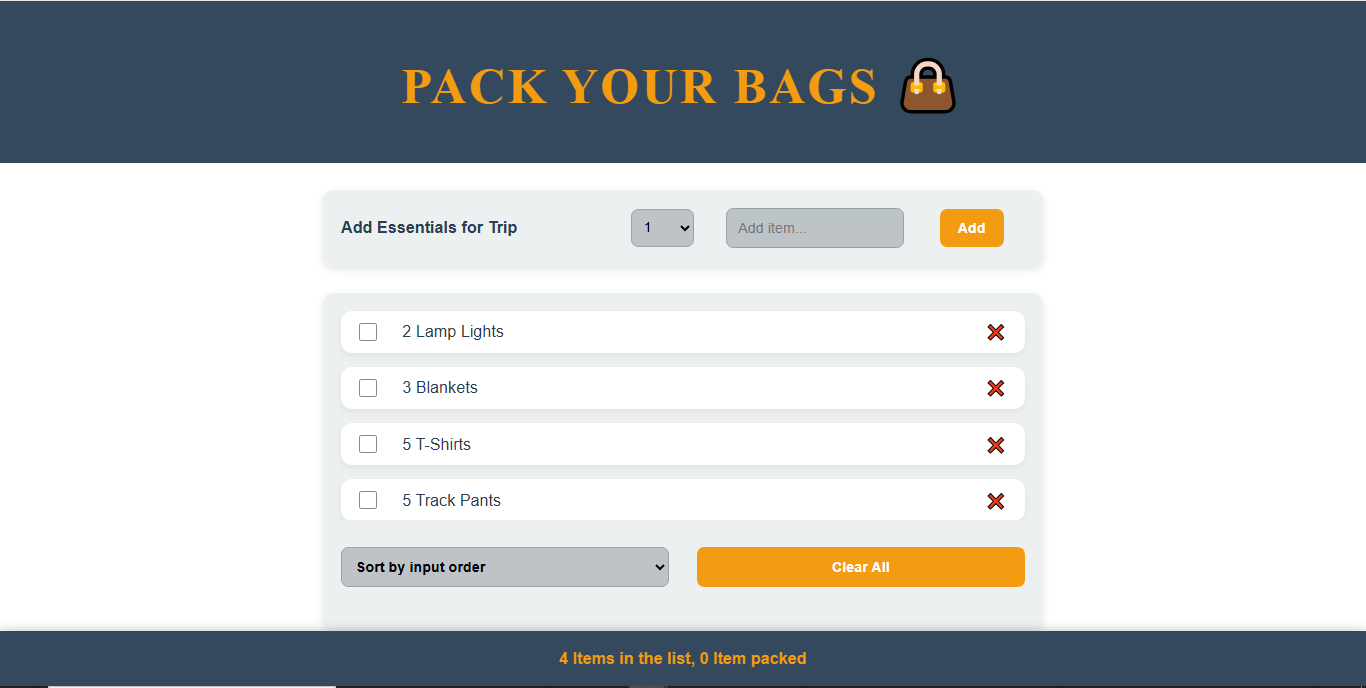 PACK YOUR BAGS
Add Essentials for Trip 1 Add item... Add
2 Lamp Lights
3 Blankets
5 T-Shirts
5 Track Pants
Sort by input order Clear All
4 Items in the list, 0 Item packed